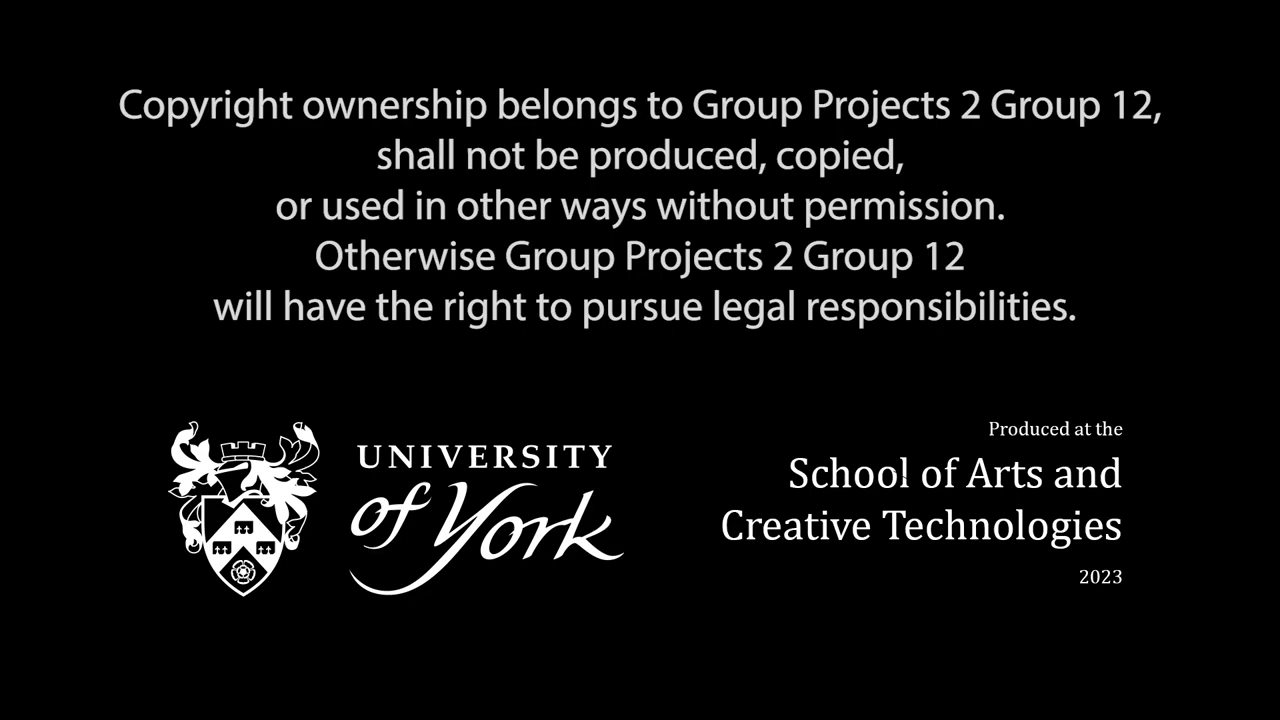 Copyright ownership belongs to Group Projects 2 Group 12,
shall not be produced, copied,
or used in other ways without permission.
Otherwise Group Projects 2 Group 12
will have the right to pursue legal responsibilities.
UNIVERSITY
of York
Produced at the
School of Arts and
Creative Technologies
2023